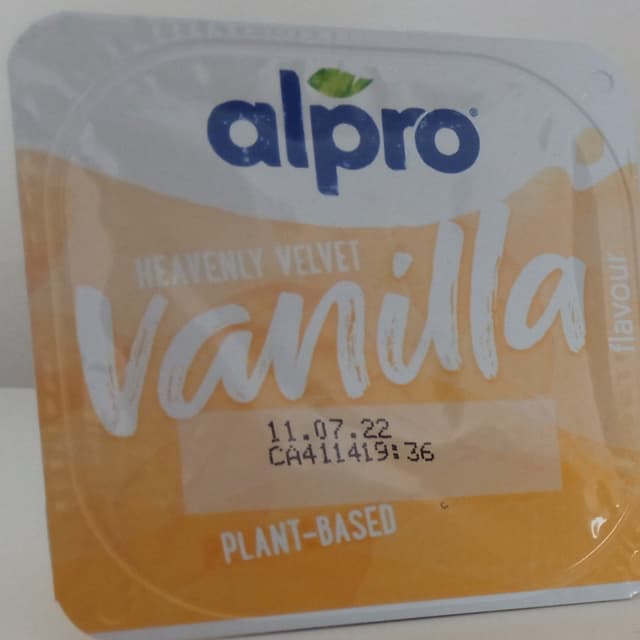 alpro
HEAVENLY VELVET
vanilla
flavour
11.07.22
CA411419:36
PLANT-BASED